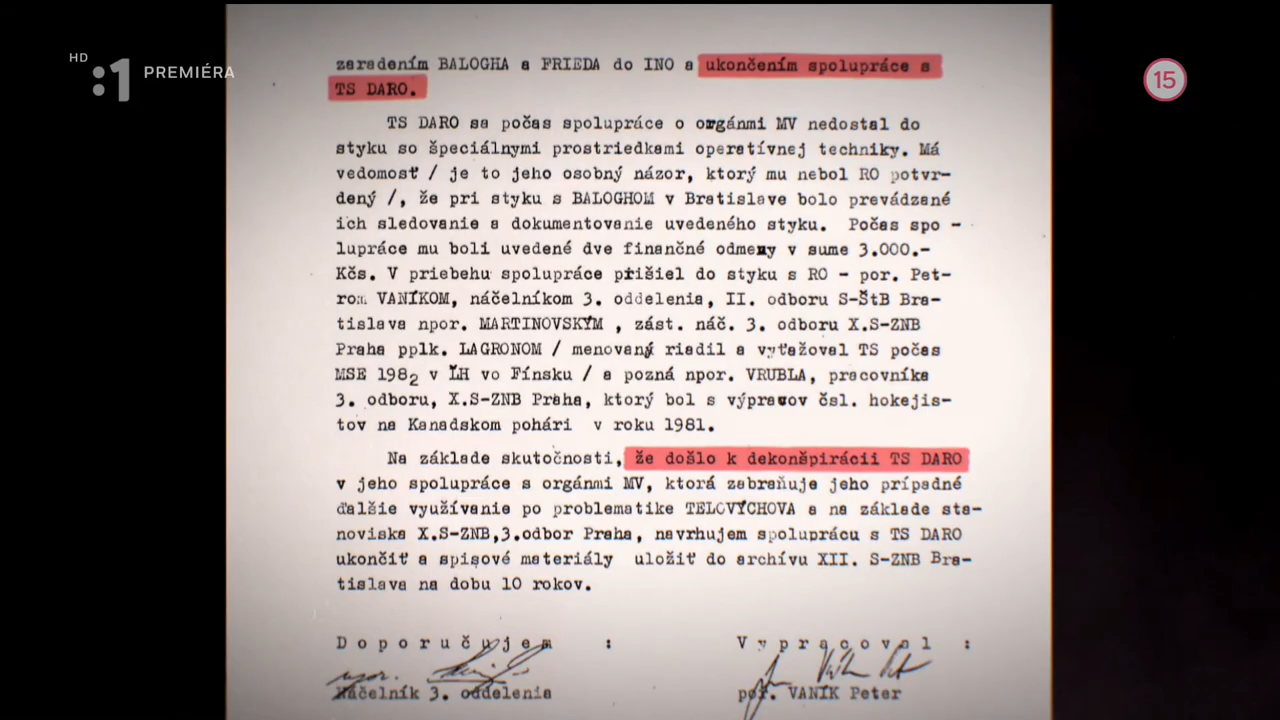 HD
:1 PREMIÉRA
15
zaradením BALOGHA a FRIEDA do INO a ukončením spolupráce s
TS DARO.
TS DARO sa počas spolupráce o orgánmi MV nedostal do
styku so špeciálnymi prostriedkami operatívnej techniky. Má
vedomosť / je to jeho osobný názor, ktorý mu nebol RO potvr-
dený /, že pri styku s BALOGHOM v Bratislave bolo prevádzané
ich sledovanie a dokumentovanie uvedeného styku. Počas spo -
lupráce mu boli uvedené dve finančné odmeny v sume 3.000.-
Kčs. V priebehu spolupráce prišiel do styku s RO - por. Pet-
rom VANÍKOM, náčelníkom 3. oddelenia, II. odboru S-ŠtB Bra-
tislava npor. MARTINOVSKÝM , zást. náč. 3. odboru X.S-ZNB
Praha pplk. LAGRONOM / menovaný riadil a vyťažoval TS počas
MSE 1982 v ĽH vo Fínsku / a pozná npor. VRUBLA, pracovníka
3. odboru, X.S-ZNB Praha, ktorý bol s výpravov čsl. hokejis-
tov na Kanadskom pohári v roku 1981.
Na základe skutočnosti, že došlo k dekonšpirácii TS DARO
v jeho spolupráce s orgánmi MV, ktorá zabraňuje jeho prípadné
ďalšie využívanie po problematike TELOVÝCHOVA a na základe sta-
noviska X.S-ZNB,3.odbor Praha, navrhujem spoluprácu s TS DARO
ukončiť a spisové materiály uložiť do archívu XII. S-ZNB Bra-
tislava na dobu 10 rokov.
Doporučujem :
Vypracoval :
npor.
Náčelník 3. oddelenia
por. VANÍK Peter